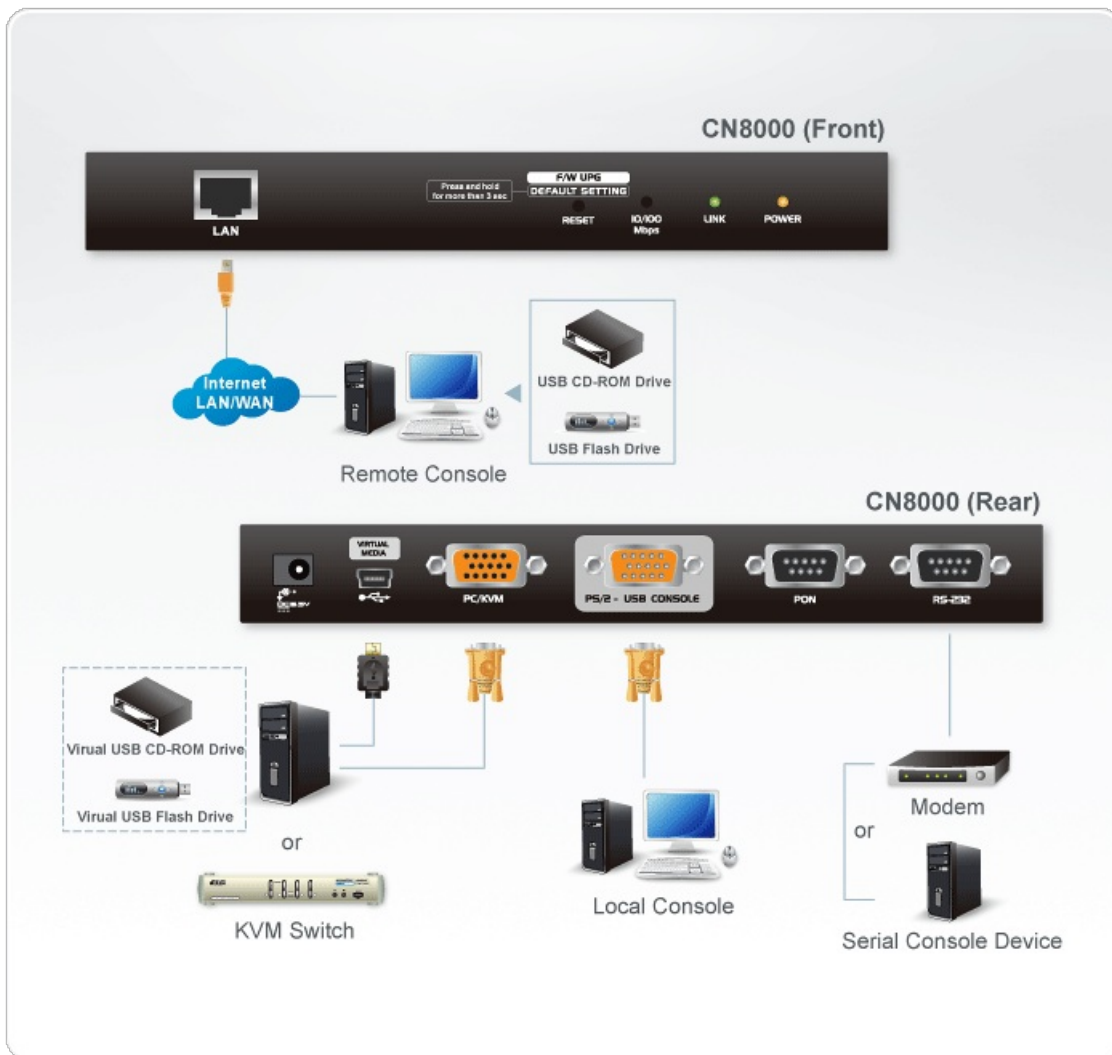 CN8000 (Front)
Press and hold
for more than 3 sec
F/W UPG
DEFAULT SETTING
LAN
RESET
10/100
Mbps
LINK
POWER
Internet
LAN/WAN
USB CD-ROM Drive
USB Flash Drive
Remote Console
CN8000 (Rear)
VIRTUAL
MEDIA
PC/KVM
PS/2 - USB CONSOLE
PON
RS-232
Virual USB CD-ROM Drive
Virual USB Flash Drive
or
KVM Switch
Local Console
Modem
or
Serial Console Device